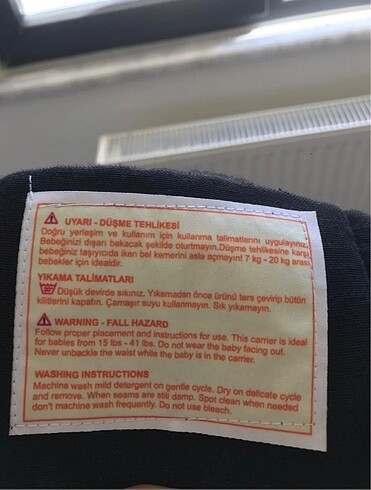 UYARI - DÜŞME TEHLİKESİ
Doğru yerleşim ve kullanım için kullanma talimatlarını uygulayınız.
Bebeğinizi dışarı bakacak şekilde oturtmayın.Düşme tehlikesine karşı
bebeğiniz taşıyıcıda ikan bel kemerini asla açmayın! 7 kg - 20 kg arası
bebekler için idealdir.
YIKAMA TALİMATLARI
Düşük devirde sıkınız. Yıkamadan önce ürünü ters çevirip bütün
kilitlerini kapatın. Çamaşır suyu kullanmayın. Sık yıkamayın.
WARNING - FALL HAZARD
Follow proper placement and instructions for use. This carrier is ideal
for babies from 15 lbs - 41 lbs. Do not wear the baby facing out.
Never unbackle the waist while the baby is in the carrier.
WASHING INSTRUCTIONS
Machine wash mild detergent on gentle cycle. Dry on delicate cycle
and remove. When seams are still damp. Spot clean when needed
don't machine wash frequently. Do not use bleach.